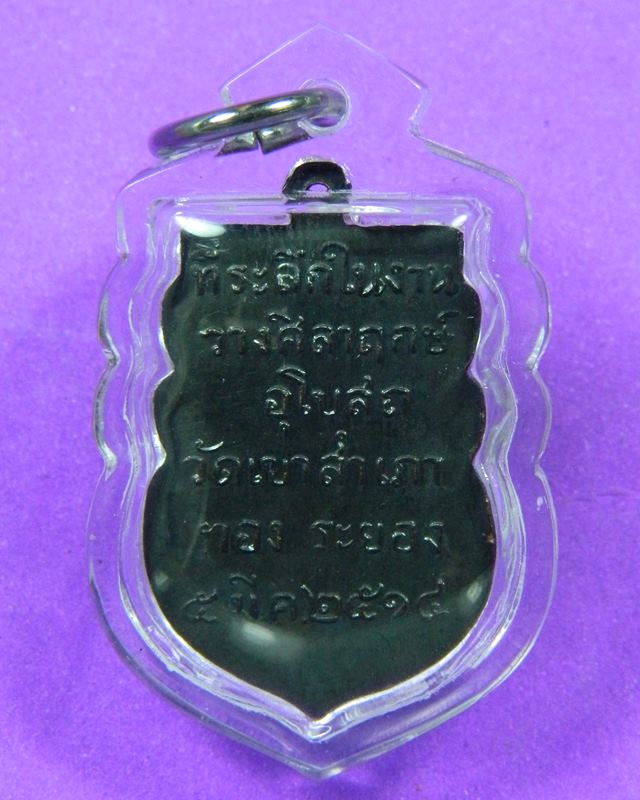 ที่ระลึกในงาน
วางศิลาฤกษ์
อุโบสถ
วัดเขาสำเภา
ทอง ระยอง
๕ มี.ค.๒๕๑๔